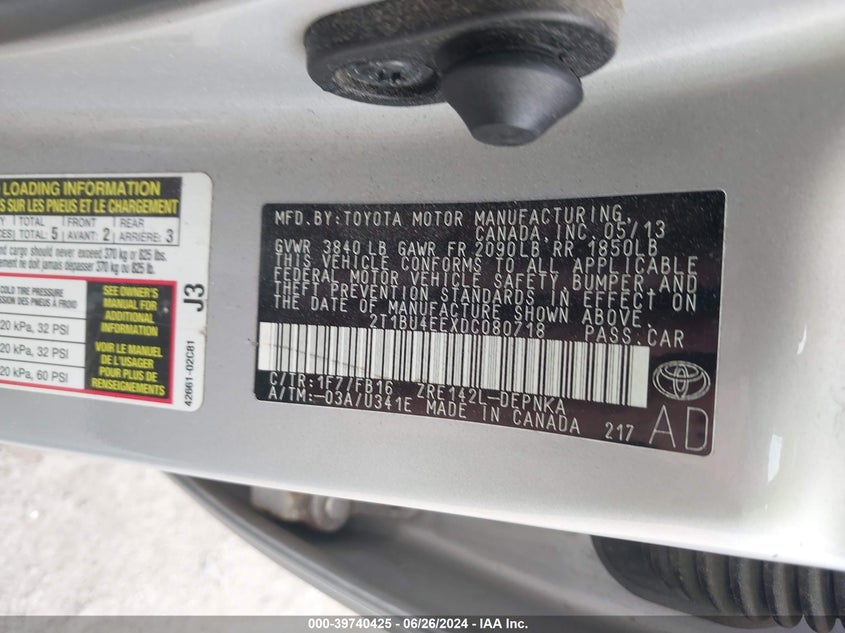 LOADING INFORMATION
S SUR LES PNEUS ET LE CHARGEMENT
TOTAL FRONT REAR
TOTAL: 5 AVANT: 2 ARRIÈRE: 3
and cargo should never exceed 370 kg or 825 lbs.
ne doit jamais dépasser 370 kg ou 825 lb.
COLD TIRE PRESSURE
DES PNEUS À FROID
20 kPa, 32 PSI
20 kPa, 32 PSI
20 kPa, 60 PSI
SEE OWNER'S
MANUAL FOR
ADDITIONAL
INFORMATION
VOIR LE MANUEL
DE L'USAGER
POUR PLUS DE
RENSEIGNEMENTS
J3
42661-02C81
MFD. BY: TOYOTA MOTOR MANUFACTURING,
CANADA, INC. 05/13
GVWR 3840 LB GAWR FR 2090LB RR 1850LB
THIS VEHICLE CONFORMS TO ALL APPLICABLE
FEDERAL MOTOR VEHICLE SAFETY, BUMPER, AND
THEFT PREVENTION STANDARDS IN EFFECT ON
THE DATE OF MANUFACTURE SHOWN ABOVE.
2T1BU4EEXDC080718 PASS. CAR
C/TR: 1F7/FB16 ZRE142L-DEPNKA
A/TM: -03A/U341E MADE IN CANADA 217
AD
000-39740425 - 06/26/2024 - IAA Inc.